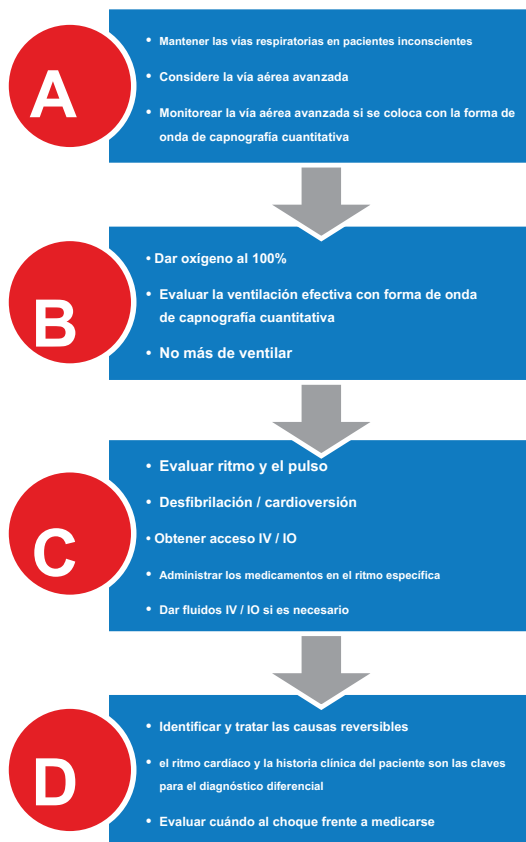 A
• Mantener las vías respiratorias en pacientes inconscientes
• Considere la vía aérea avanzada
• Monitorear la vía aérea avanzada si se coloca con la forma de
onda de capnografía cuantitativa
B
• Dar oxígeno al 100%
• Evaluar la ventilación efectiva con forma de onda
de capnografía cuantitativa
• No más de ventilar
C
• Evaluar ritmo y el pulso
• Desfibrilación / cardioversión
• Obtener acceso IV / IO
• Administrar los medicamentos en el ritmo específica
• Dar fluidos IV / IO si es necesario
D
• Identificar y tratar las causas reversibles
• el ritmo cardíaco y la historia clínica del paciente son las claves
para el diagnóstico diferencial
• Evaluar cuándo al choque frente a medicarse